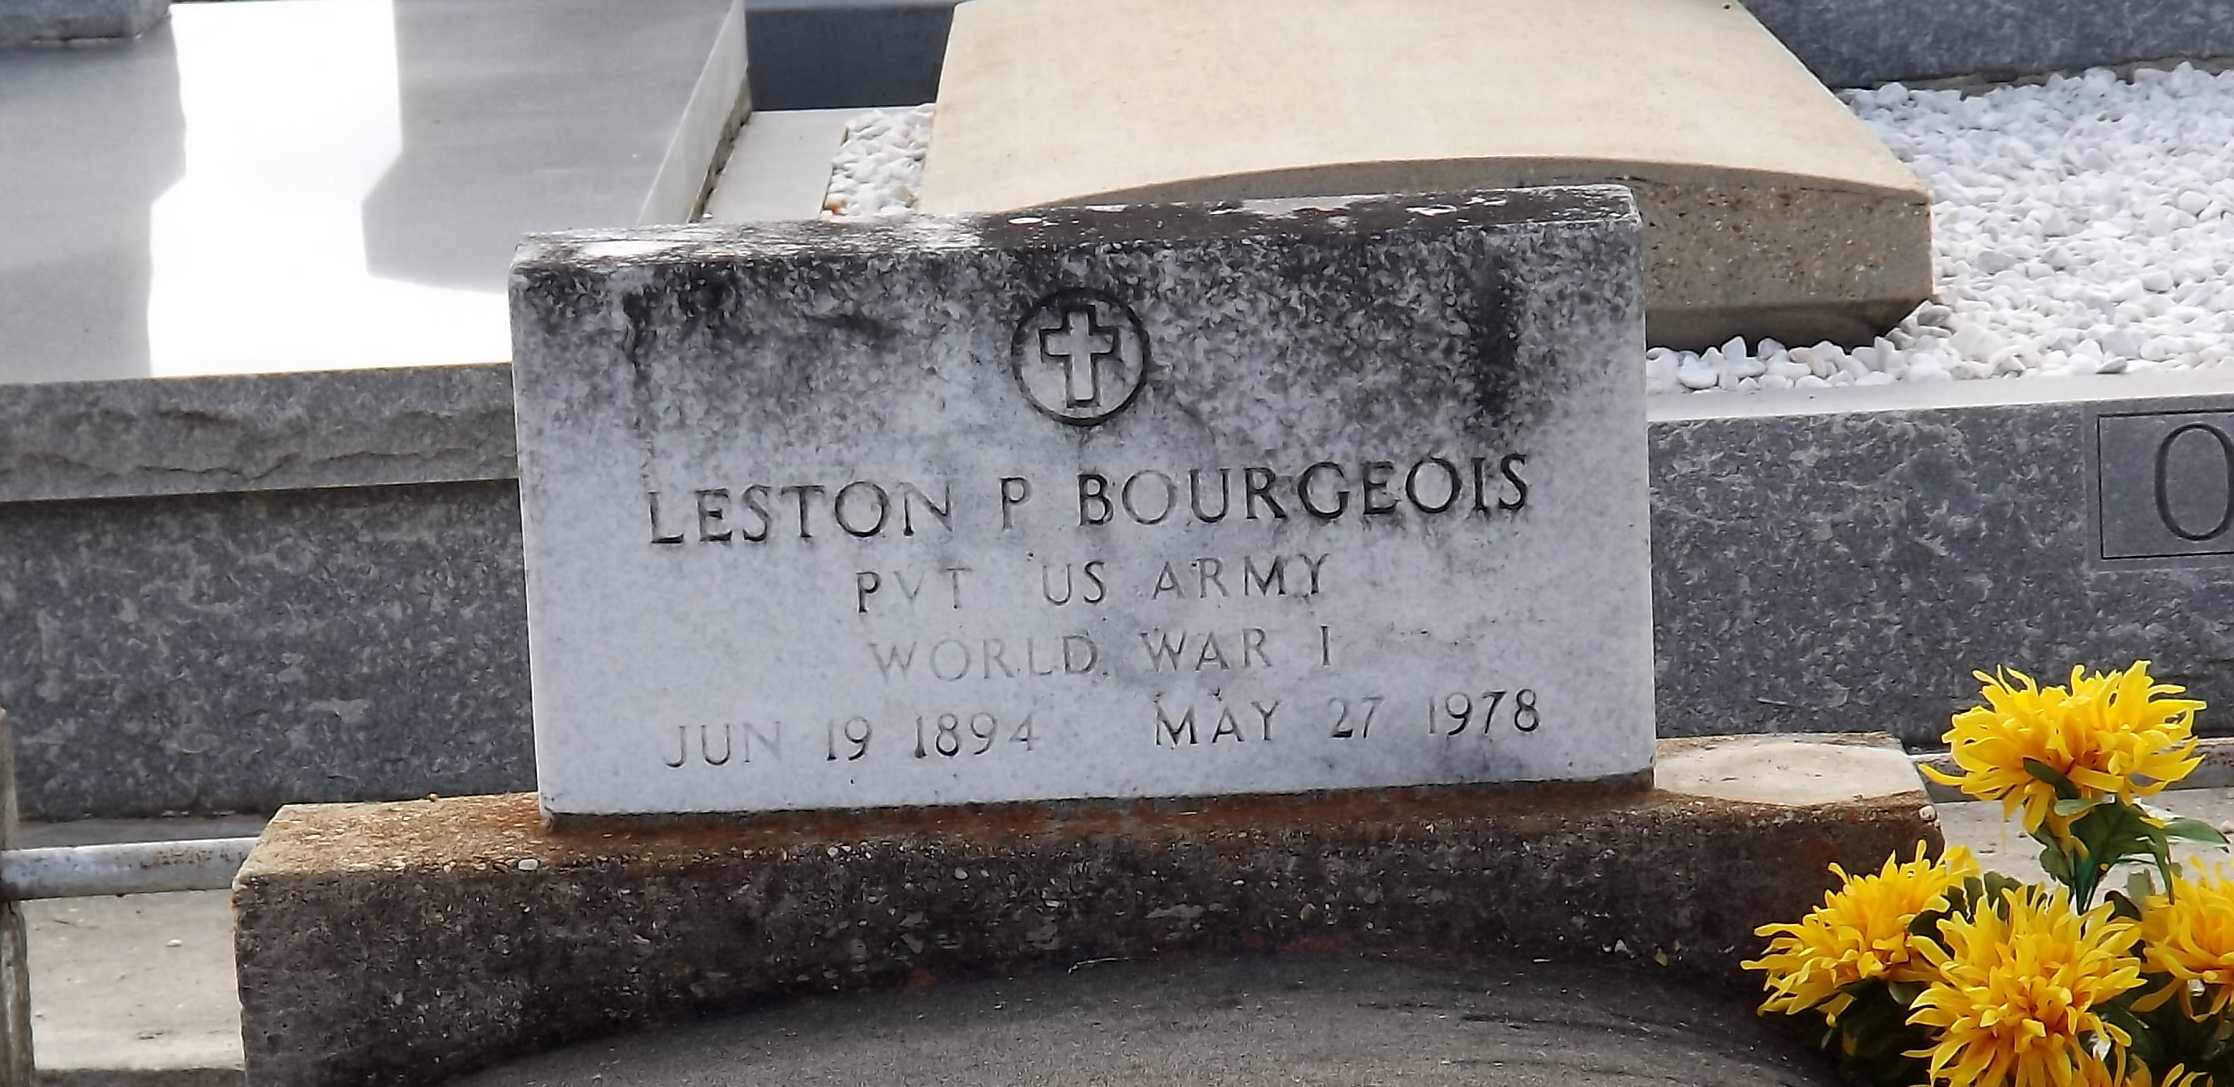 LESTON P BOURGEOIS
PVT US ARMY
WORLD WAR I
JUN 19 1894 MAY 27 1978